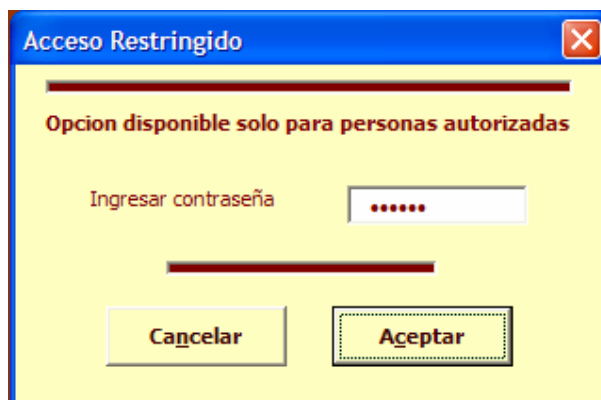 Acceso Restringido
Opcion disponible solo para personas autorizadas
Ingresar contraseña ••••••
Cancelar Aceptar